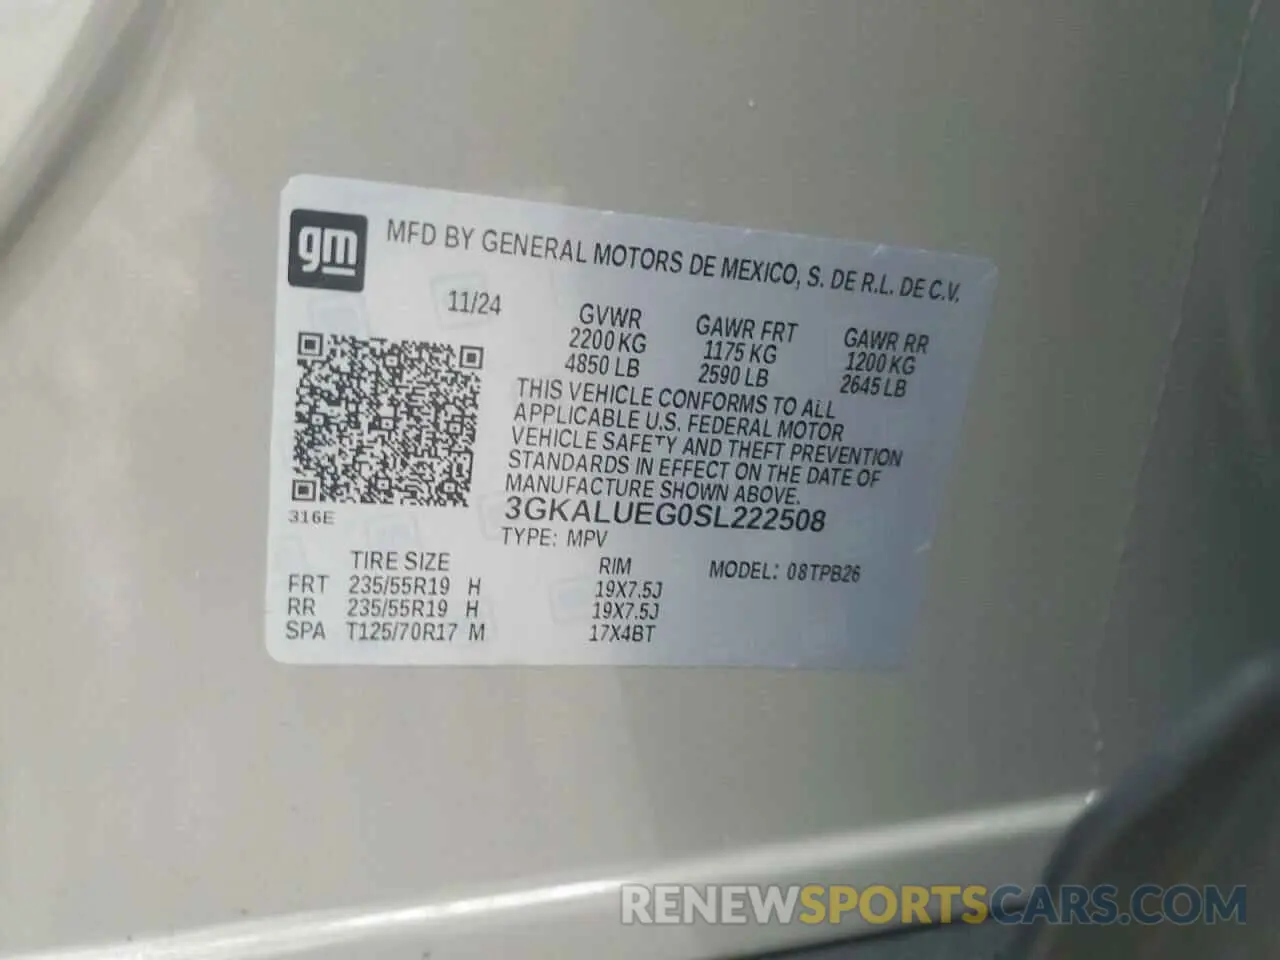 gm
MFD BY GENERAL MOTORS DE MEXICO, S. DE R.L. DE C.V.
11/24
GVWR GAWR FRT GAWR RR
2200 KG 1175 KG 1200 KG
4850 LB 2590 LB 2645 LB
THIS VEHICLE CONFORMS TO ALL
APPLICABLE U.S. FEDERAL MOTOR
VEHICLE SAFETY AND THEFT PREVENTION
STANDARDS IN EFFECT ON THE DATE OF
MANUFACTURE SHOWN ABOVE.
3GKALUEG0SL222508
316E
TYPE: MPV
TIRE SIZE RIM MODEL: 08TPB26
FRT 235/55R19 H 19X7.5J
RR 235/55R19 H 19X7.5J
SPA T125/70R17 M 17X4BT
RENEWSPORTSCARS.COM